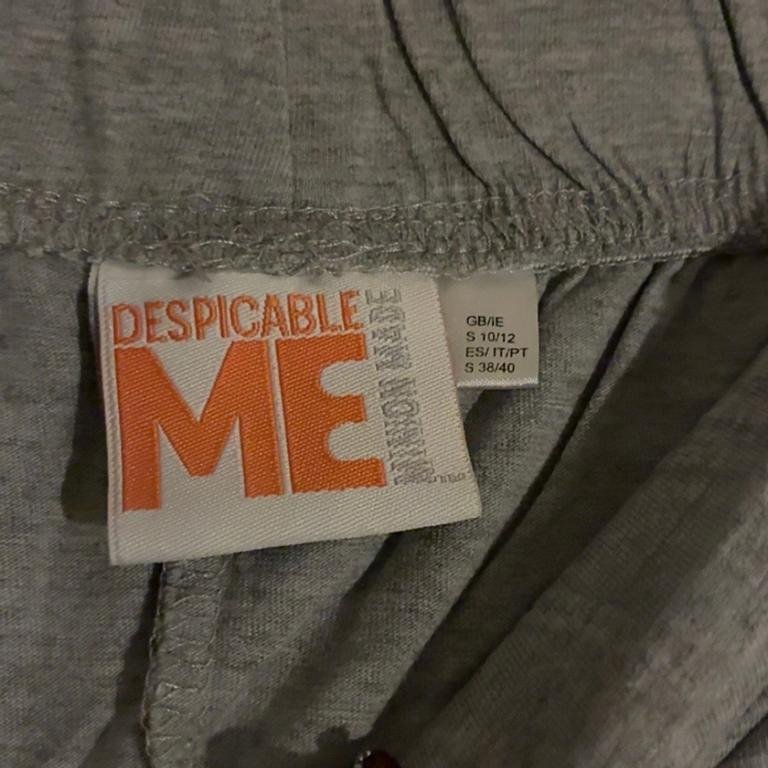 DESPICABLE
ME
MINION MADE
GB/IE
S 10/12
ES/ IT/PT
S 38/40